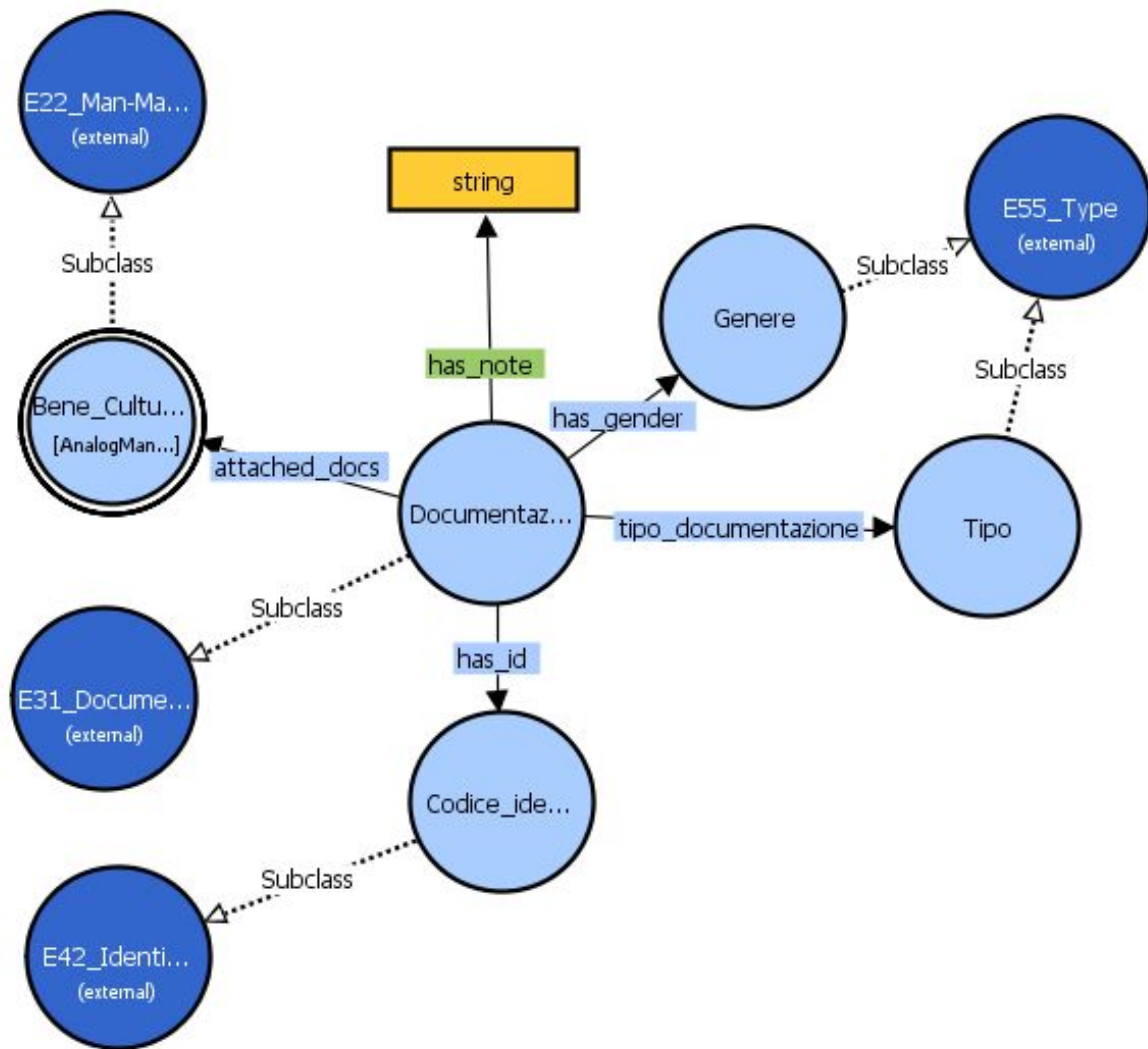 E22_Man-Ma...
(external)
string
E55_Type
(external)
Subclass
Subclass
Genere
Subclass
has_note
Bene_Cultu...
[AnalogMan...]
has_gender
attached_docs
Documentaz...
tipo_documentazione
Tipo
Subclass
has_id
E31_Docume...
(external)
Codice_ide...
Subclass
E42_Identi...
(external)